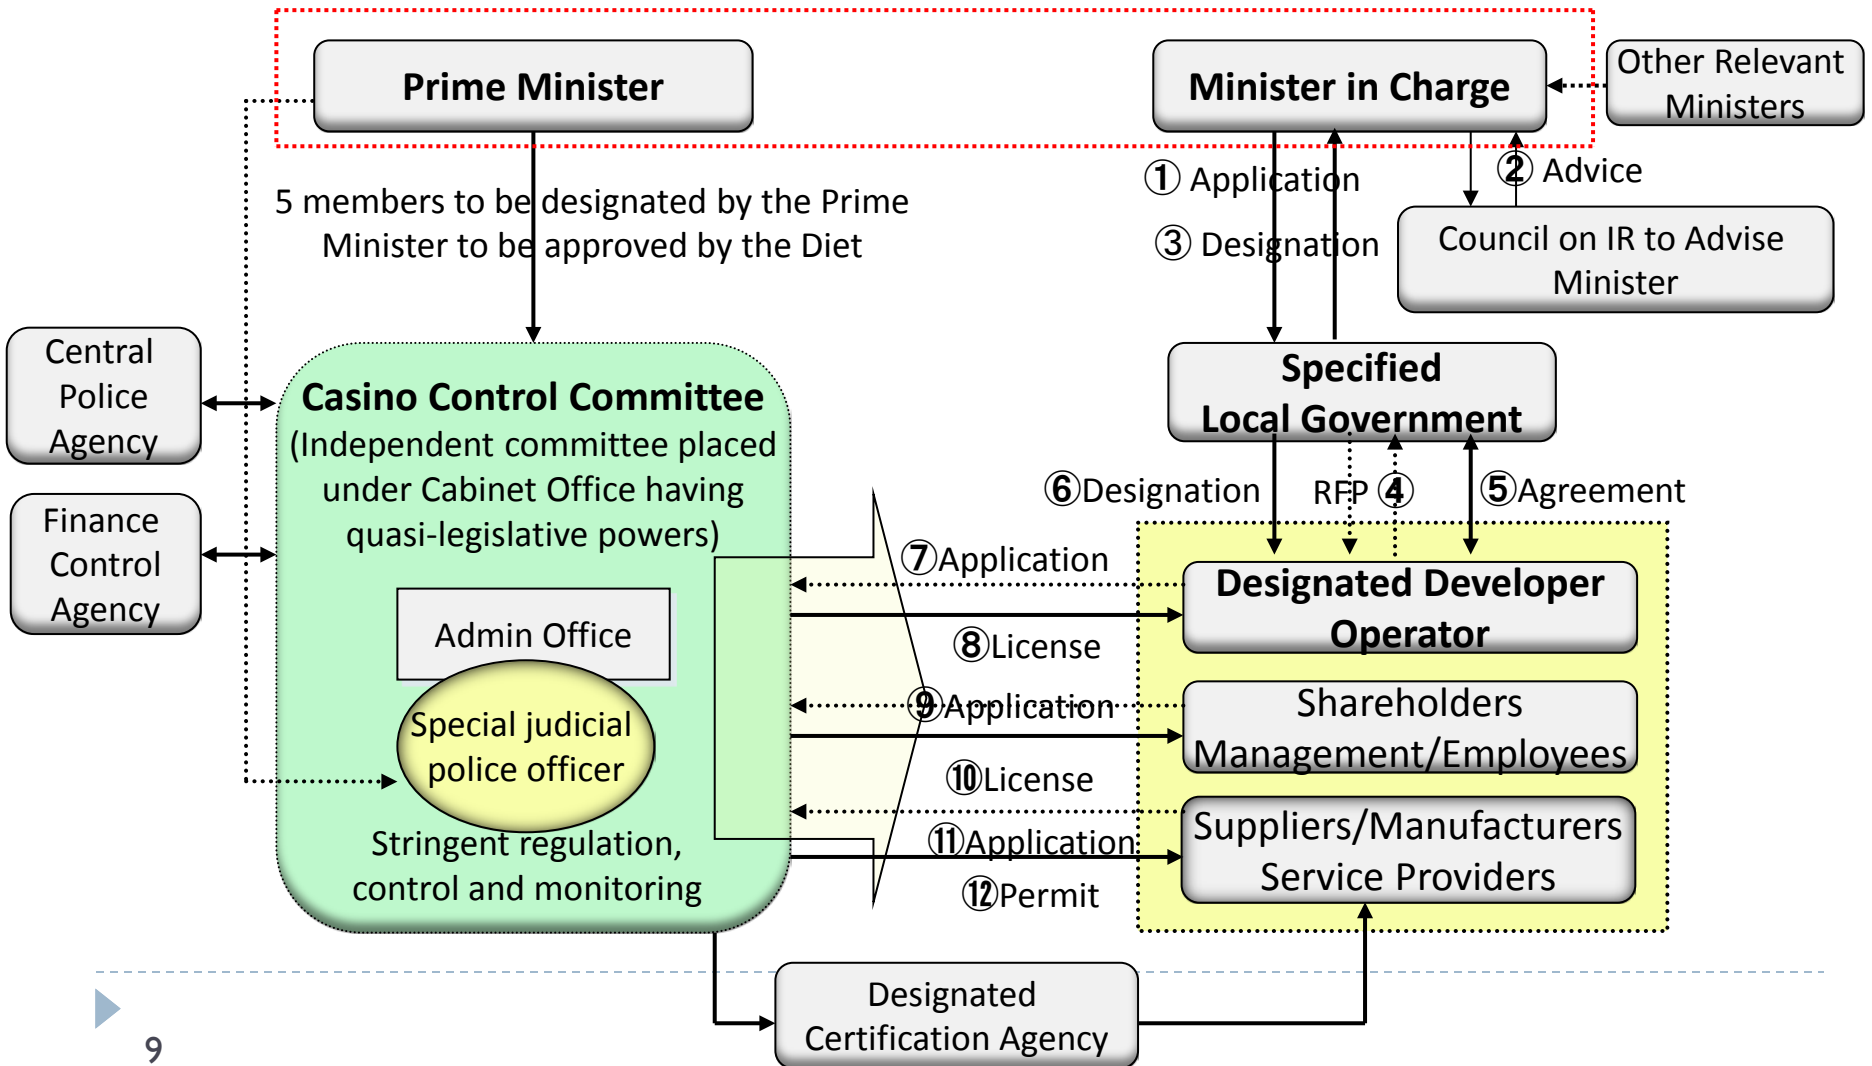 Prime Minister
Minister in Charge
Other Relevant
Ministers
① Application
② Advice
5 members to be designated by the Prime
Minister to be approved by the Diet
③ Designation
Council on IR to Advise
Minister
Central
Police
Agency
Specified
Local Government
Casino Control Committee
(Independent committee placed
under Cabinet Office having
quasi-legislative powers)
Finance
Control
Agency
⑥Designation
RFP ④
⑤Agreement
⑦Application
Designated Developer
Operator
Admin Office
⑧License
⑨Application
Shareholders
Management/Employees
Special judicial
police officer
⑩License
Stringent regulation,
control and monitoring
⑪Application
Suppliers/Manufacturers
Service Providers
⑫Permit
Designated
Certification Agency
9